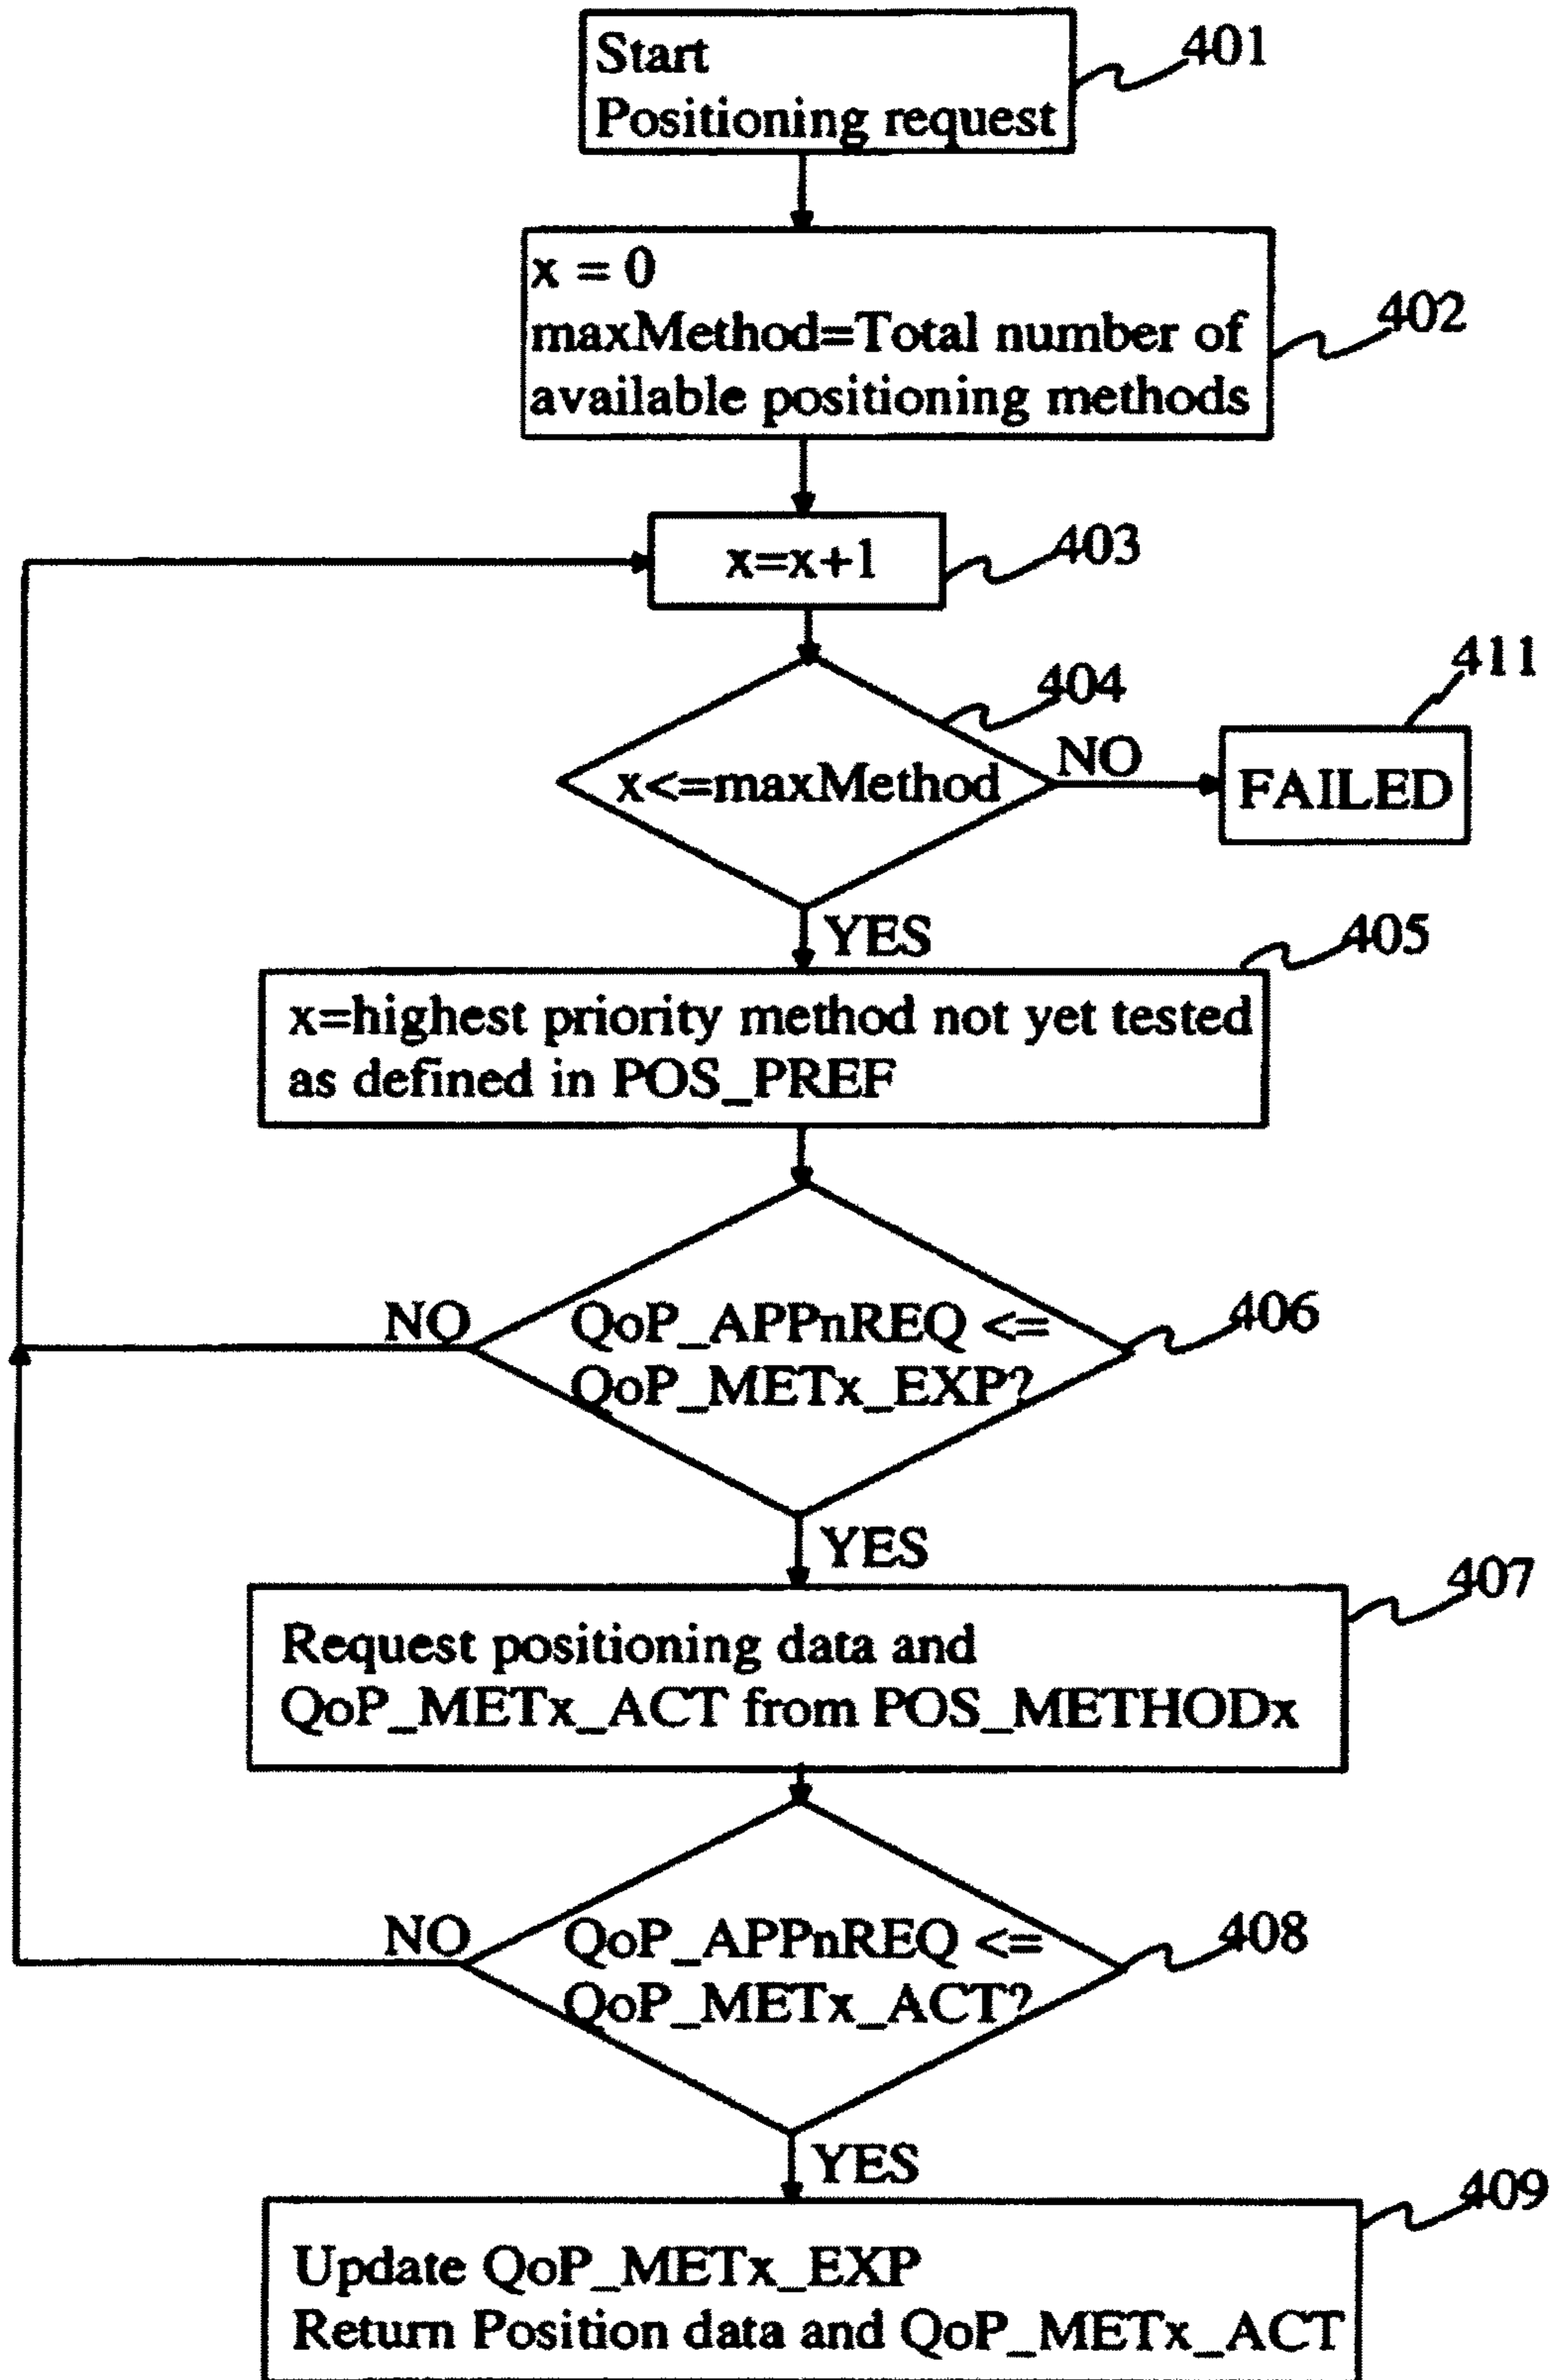 Start
Positioning request
401
x = 0
maxMethod=Total number of
available positioning methods
402
x=x+1
403
404
411
x<=maxMethod
NO
FAILED
YES
405
x=highest priority method not yet tested
as defined in POS_PREF
NO
QoP_APPnREQ <=
QoP_METx_EXP?
406
YES
407
Request positioning data and
QoP_METx_ACT from POS_METHODx
NO
QoP_APPnREQ <=
QoP_METx_ACT?
408
YES
409
Update QoP_METx_EXP
Return Position data and QoP_METx_ACT